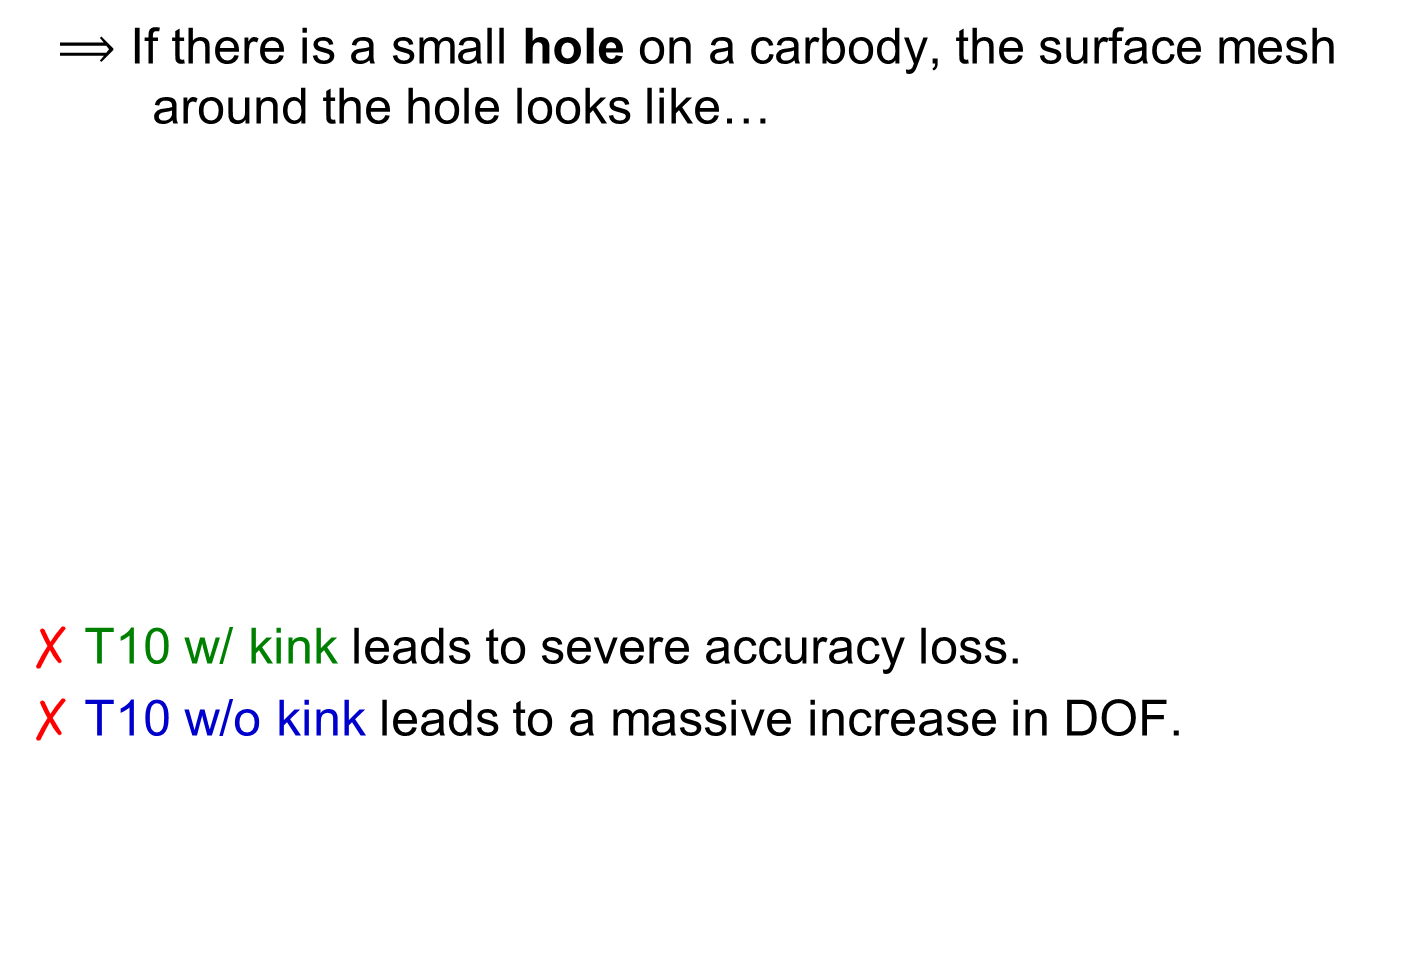 ⟹ If there is a small hole on a carbody, the surface mesh
around the hole looks like…
✗ T10 w/ kink leads to severe accuracy loss.
✗ T10 w/o kink leads to a massive increase in DOF.